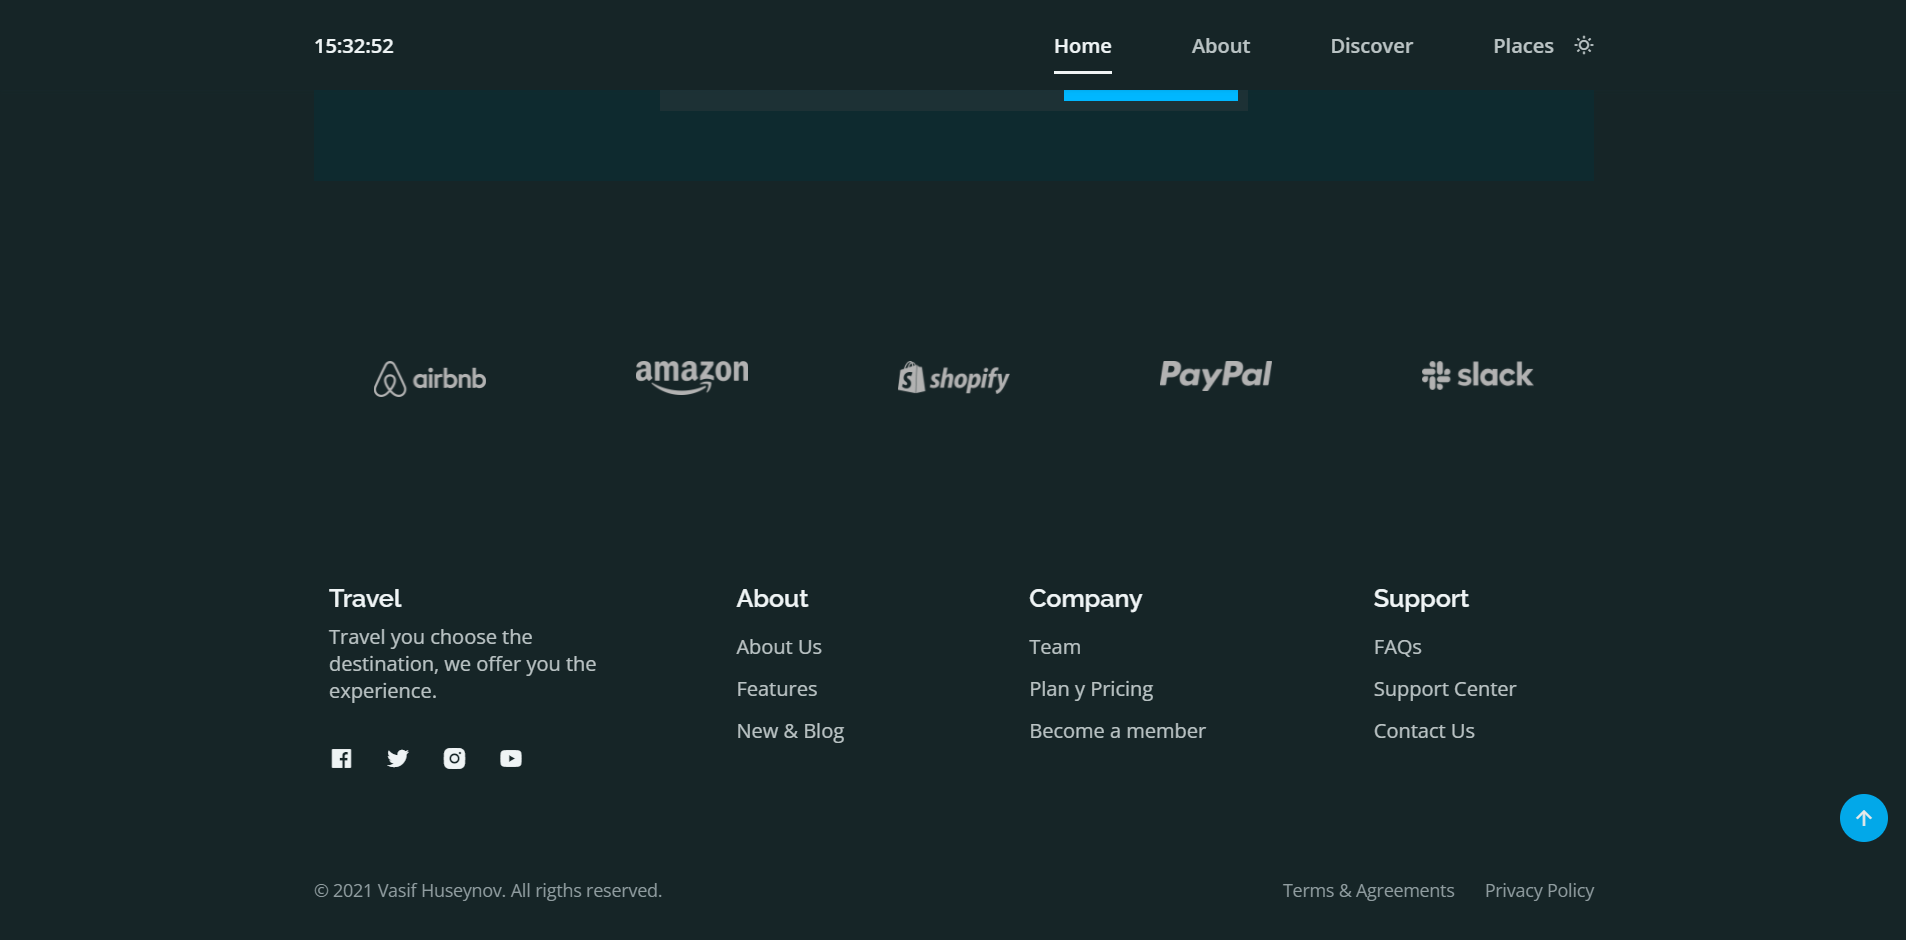 15:32:52 Home About Discover Places
airbnb amazon shopify PayPal slack
Travel
Travel you choose the
destination, we offer you the
experience.
About
About Us
Features
New & Blog
Company
Team
Plan y Pricing
Become a member
Support
FAQs
Support Center
Contact Us
© 2021 Vasif Huseynov. All rigths reserved.
Terms & Agreements Privacy Policy